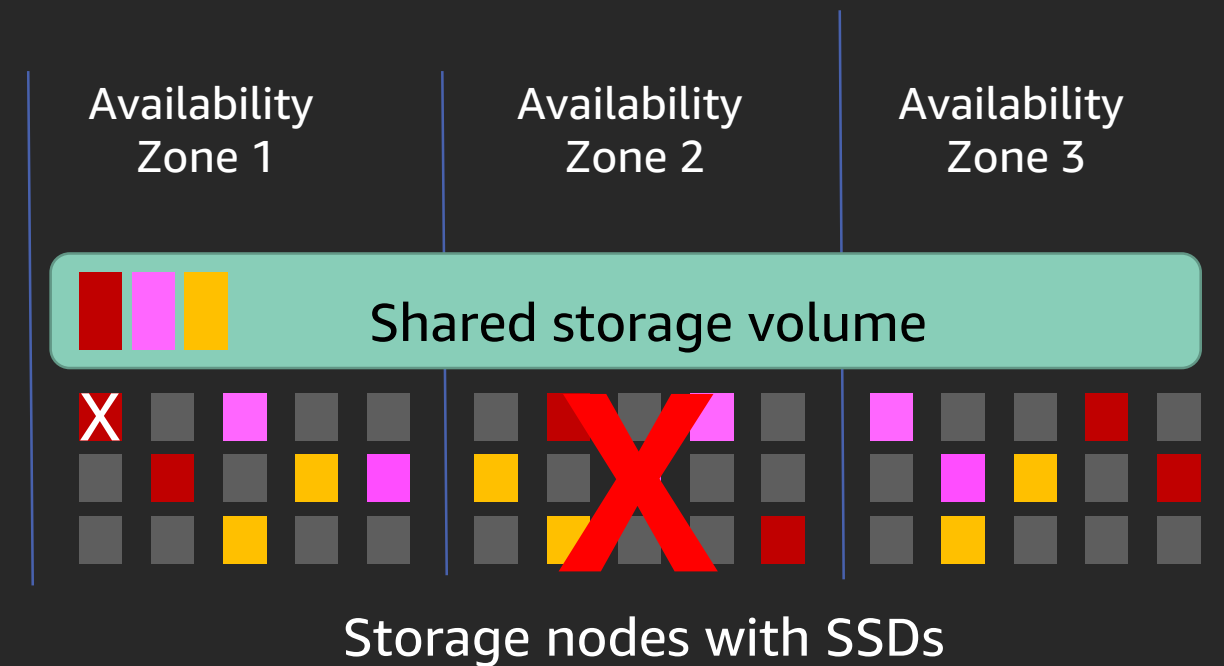 Availability
Zone 1
Availability
Zone 2
Availability
Zone 3
Shared storage volume
X
X
Storage nodes with SSDs